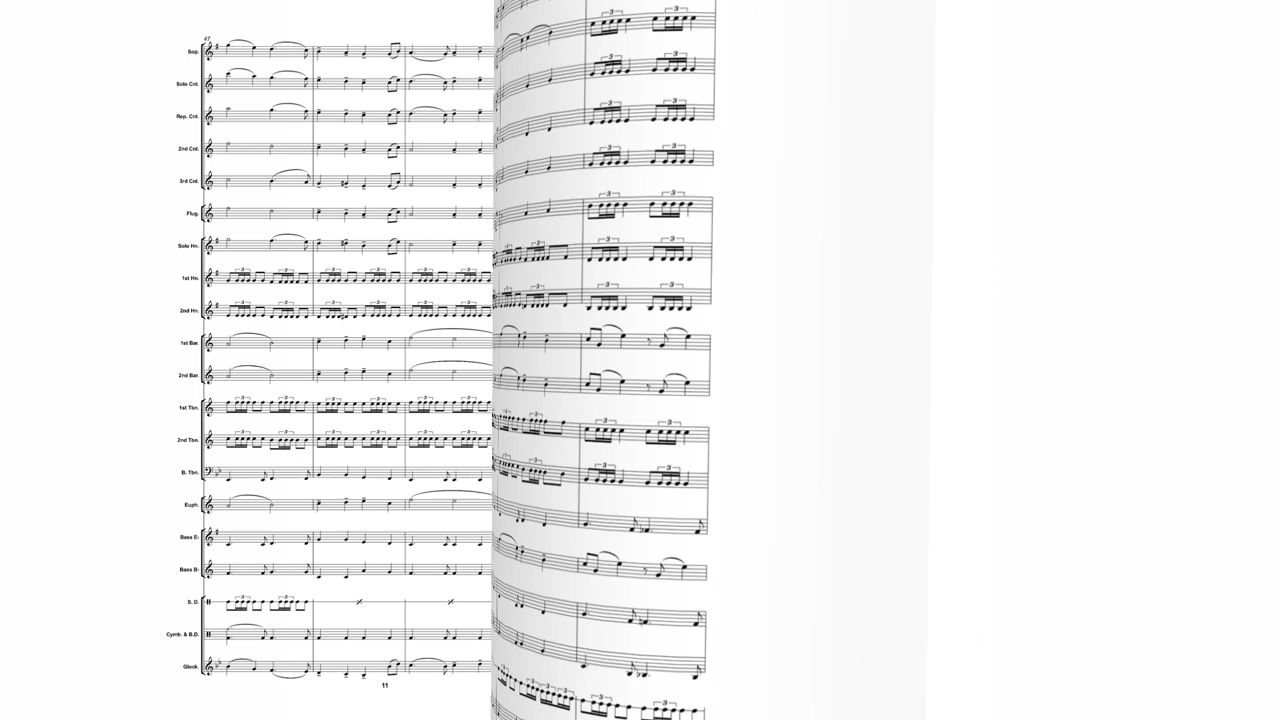 47
Sop.
Solo Cnt.
Rep. Cnt.
2nd Cnt.
3rd Cnt.
Flug.
Solo Hn.
1st Hn.
2nd Hn.
1st Bar.
2nd Bar.
1st Tbn.
2nd Tbn.
B. Tbn.
Euph.
Bass E♭
Bass B♭
S. D.
Cymb. & B.D.
Glock.
11